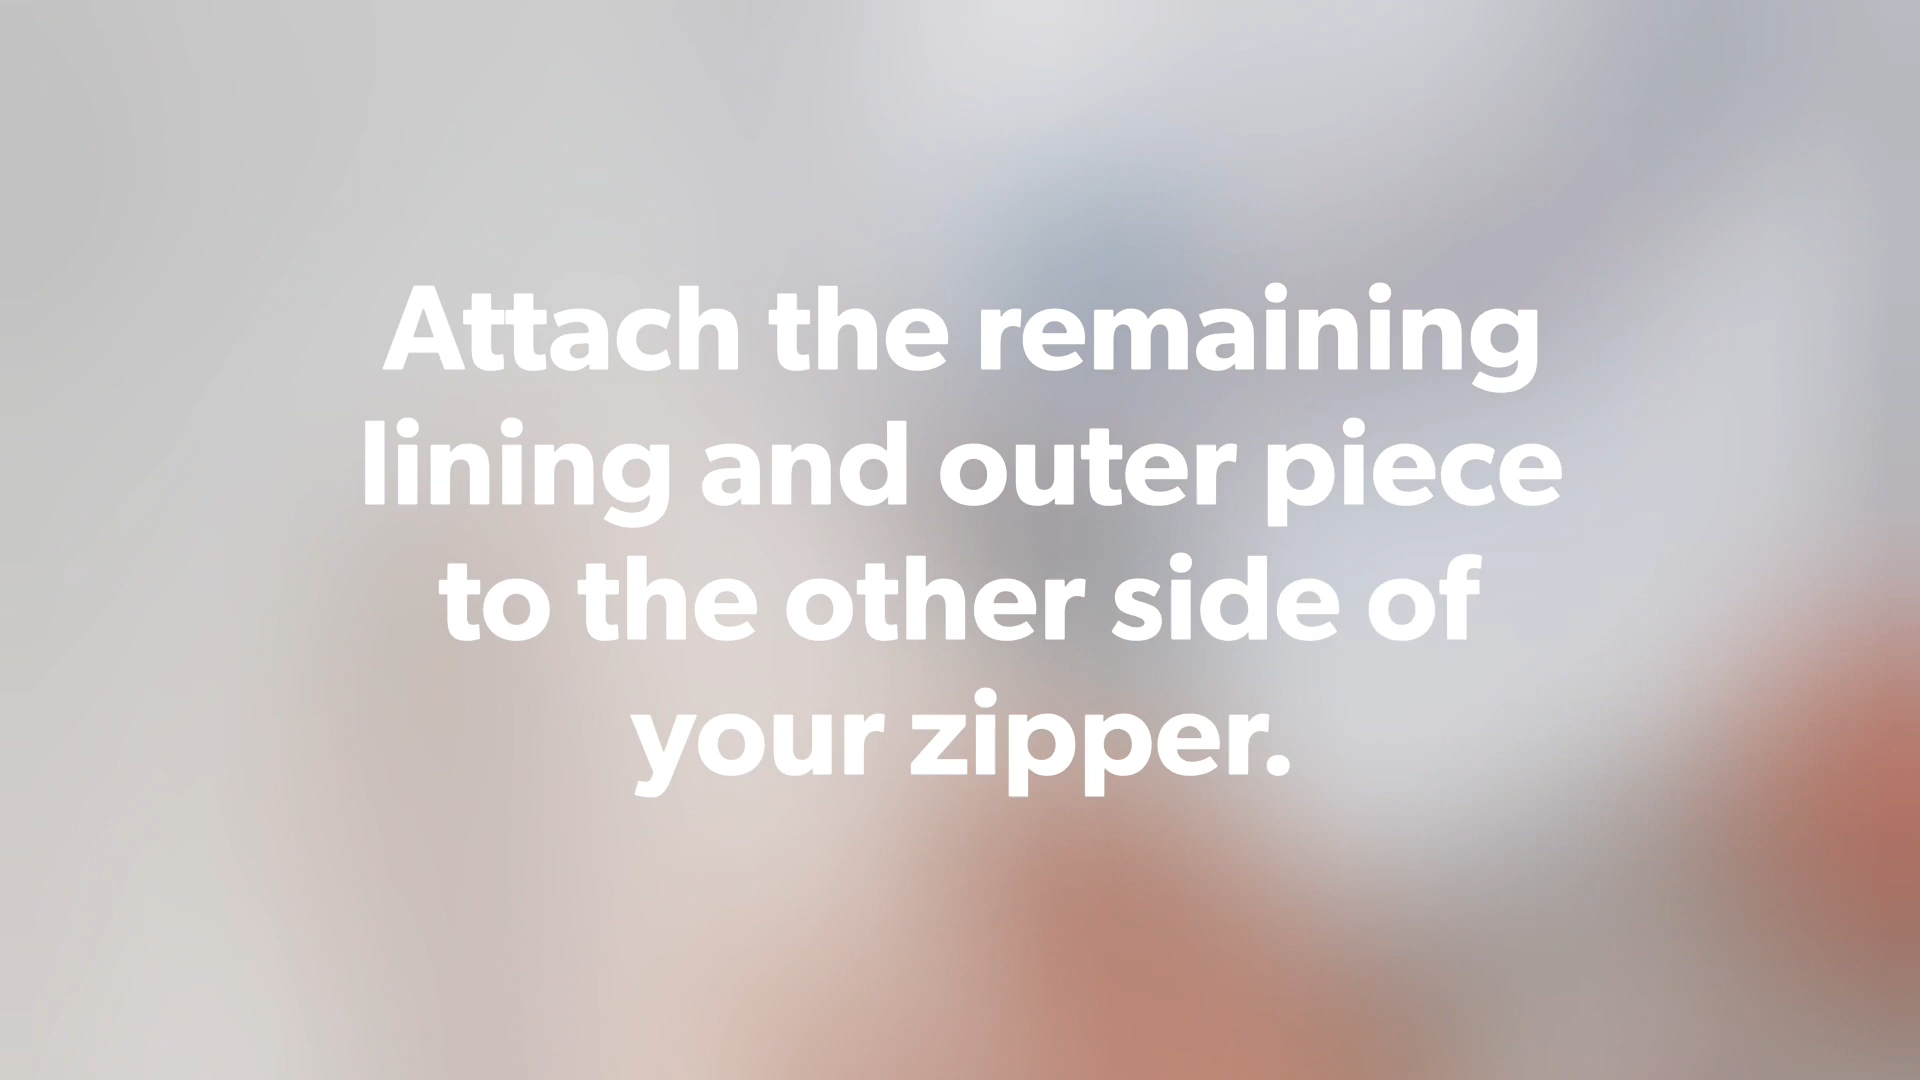 Attach the remaining
lining and outer piece
to the other side of
your zipper.